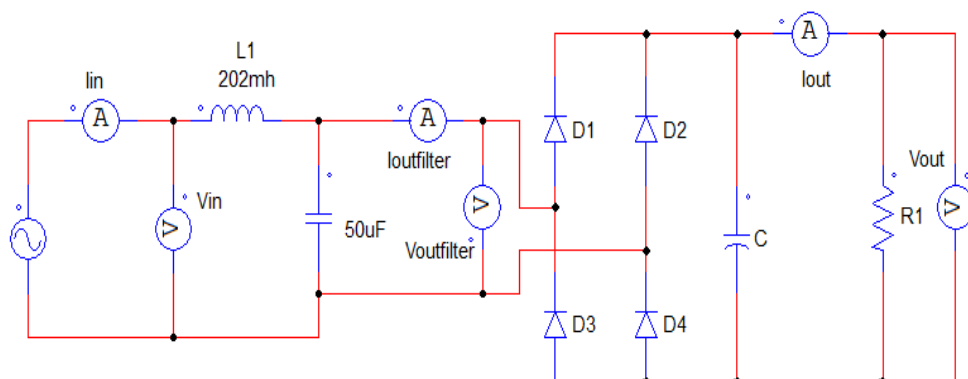 L1
202mh
Iin
A
Vin
V
50uF
A
Ioutfilter
V
Voutfilter
D1
D2
D3
D4
C
A
Iout
R1
Vout
V